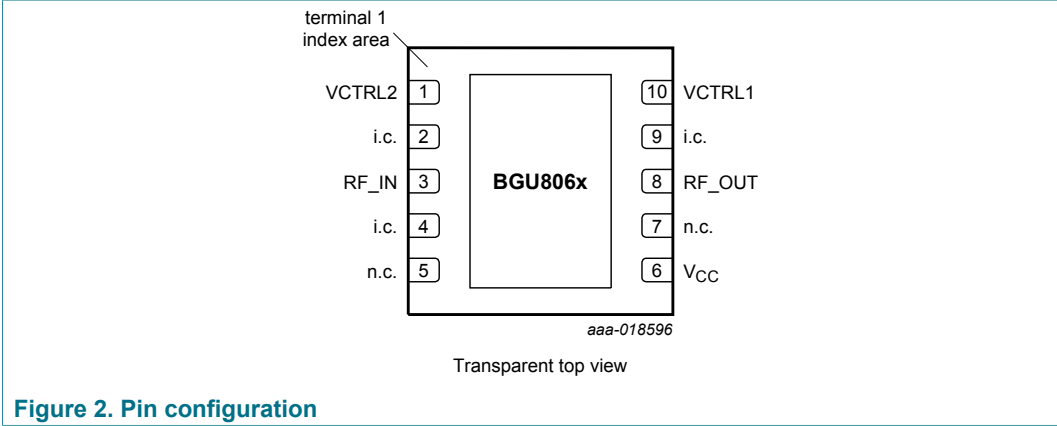 terminal 1
index area
VCTRL2 1 10 VCTRL1
i.c. 2 9 i.c.
RF_IN 3 BGU806x 8 RF_OUT
i.c. 4 7 n.c.
n.c. 5 6 VCC
aaa-018596
Transparent top view
Figure 2. Pin configuration